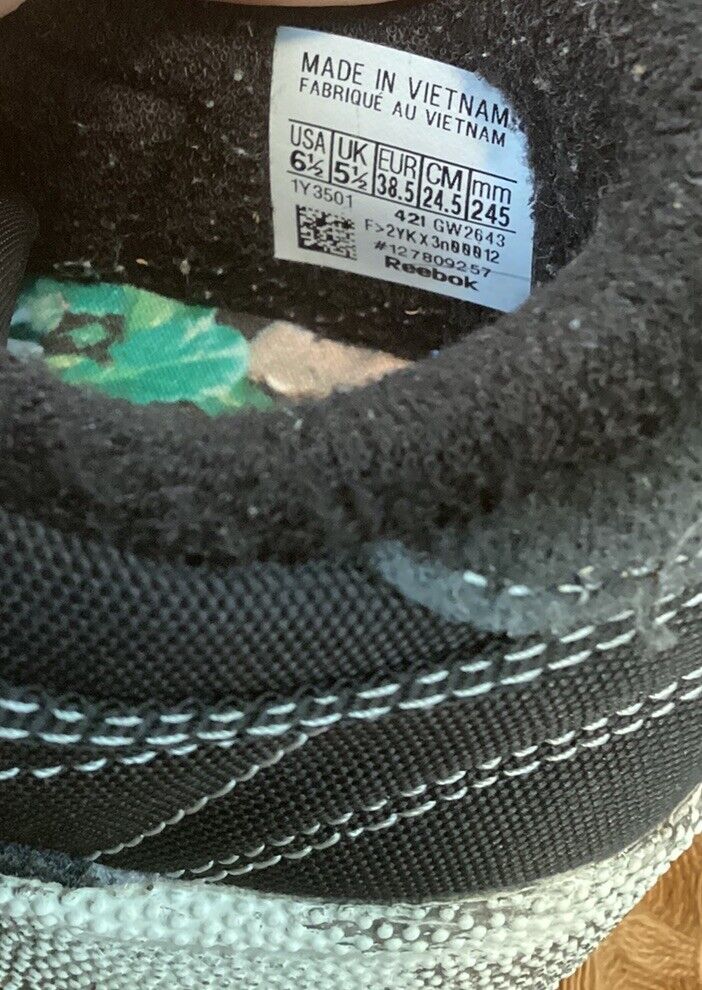 MADE IN VIETNAM
FABRIQUÉ AU VIETNAM
USA UK EUR CM mm
6½ 5½ 38.5 24.5 245
1Y3501 421 GW2643
F>2YKX3n00012
#127809257
Reebok